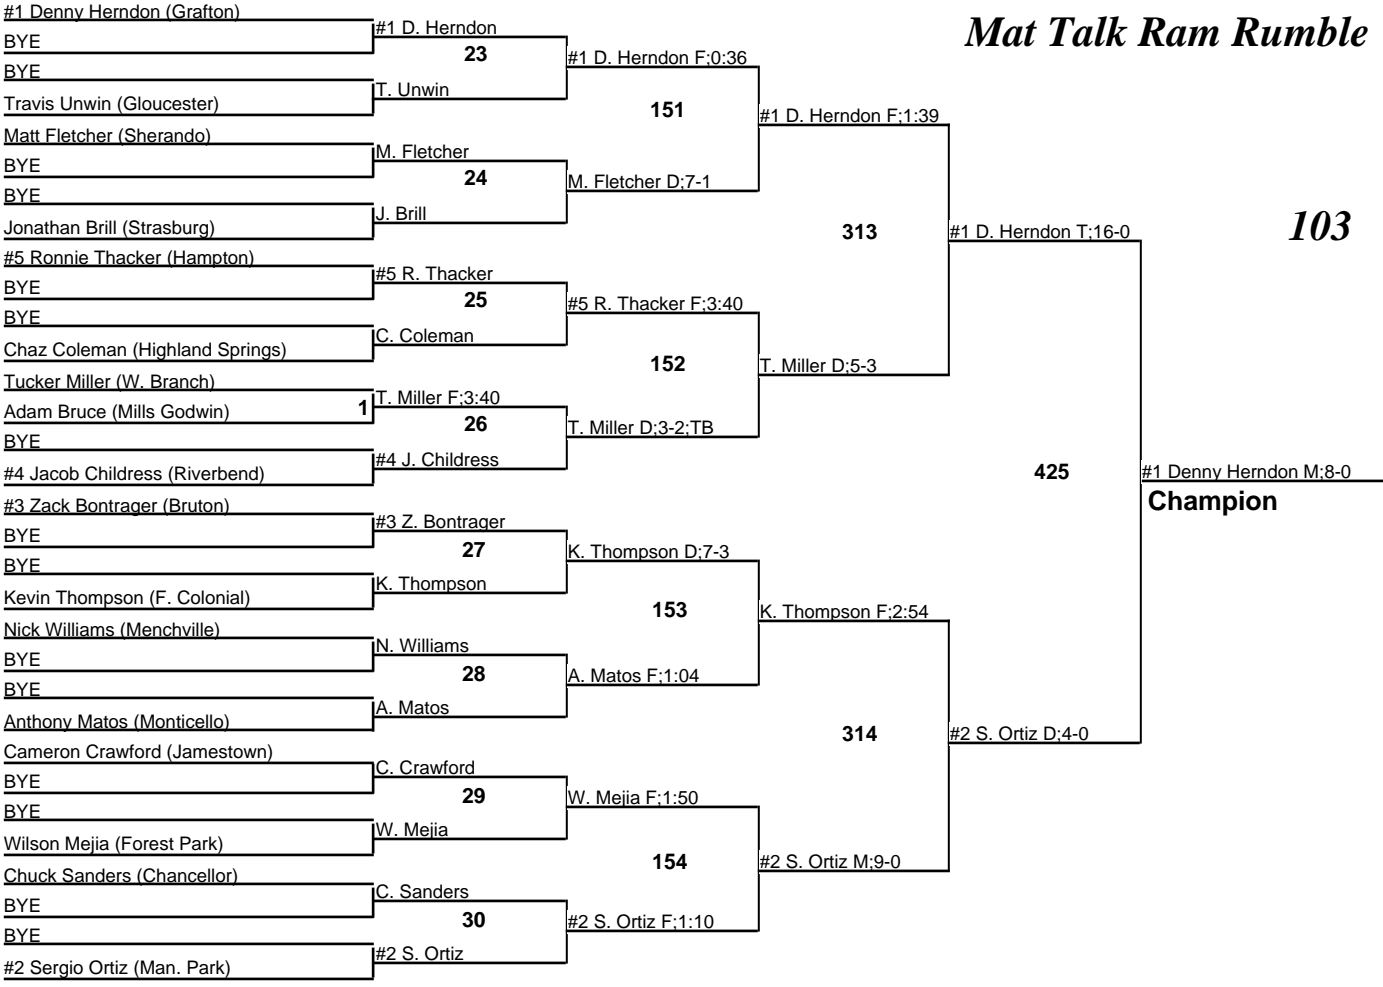 Mat Talk Ram Rumble
103
#1 Denny Herndon (Grafton)
BYE
BYE
Travis Unwin (Gloucester)
Matt Fletcher (Sherando)
BYE
BYE
Jonathan Brill (Strasburg)
#5 Ronnie Thacker (Hampton)
BYE
BYE
Chaz Coleman (Highland Springs)
Tucker Miller (W. Branch)
Adam Bruce (Mills Godwin)
BYE
#4 Jacob Childress (Riverbend)
#3 Zack Bontrager (Bruton)
BYE
BYE
Kevin Thompson (F. Colonial)
Nick Williams (Menchville)
BYE
BYE
Anthony Matos (Monticello)
Cameron Crawford (Jamestown)
BYE
BYE
Wilson Mejia (Forest Park)
Chuck Sanders (Chancellor)
BYE
BYE
#2 Sergio Ortiz (Man. Park)
1
#1 D. Herndon
23
T. Unwin
M. Fletcher
24
J. Brill
#5 R. Thacker
25
C. Coleman
T. Miller F;3:40
26
#4 J. Childress
#3 Z. Bontrager
27
K. Thompson
N. Williams
28
A. Matos
C. Crawford
29
W. Mejia
C. Sanders
30
#2 S. Ortiz
#1 D. Herndon F;0:36
151
M. Fletcher D;7-1
#5 R. Thacker F;3:40
152
T. Miller D;3-2;TB
K. Thompson D;7-3
153
A. Matos F;1:04
W. Mejia F;1:50
154
#2 S. Ortiz F;1:10
#1 D. Herndon F;1:39
313
T. Miller D;5-3
K. Thompson F;2:54
314
#2 S. Ortiz M;9-0
#1 D. Herndon T;16-0
425
#2 S. Ortiz D;4-0
#1 Denny Herndon M;8-0
Champion